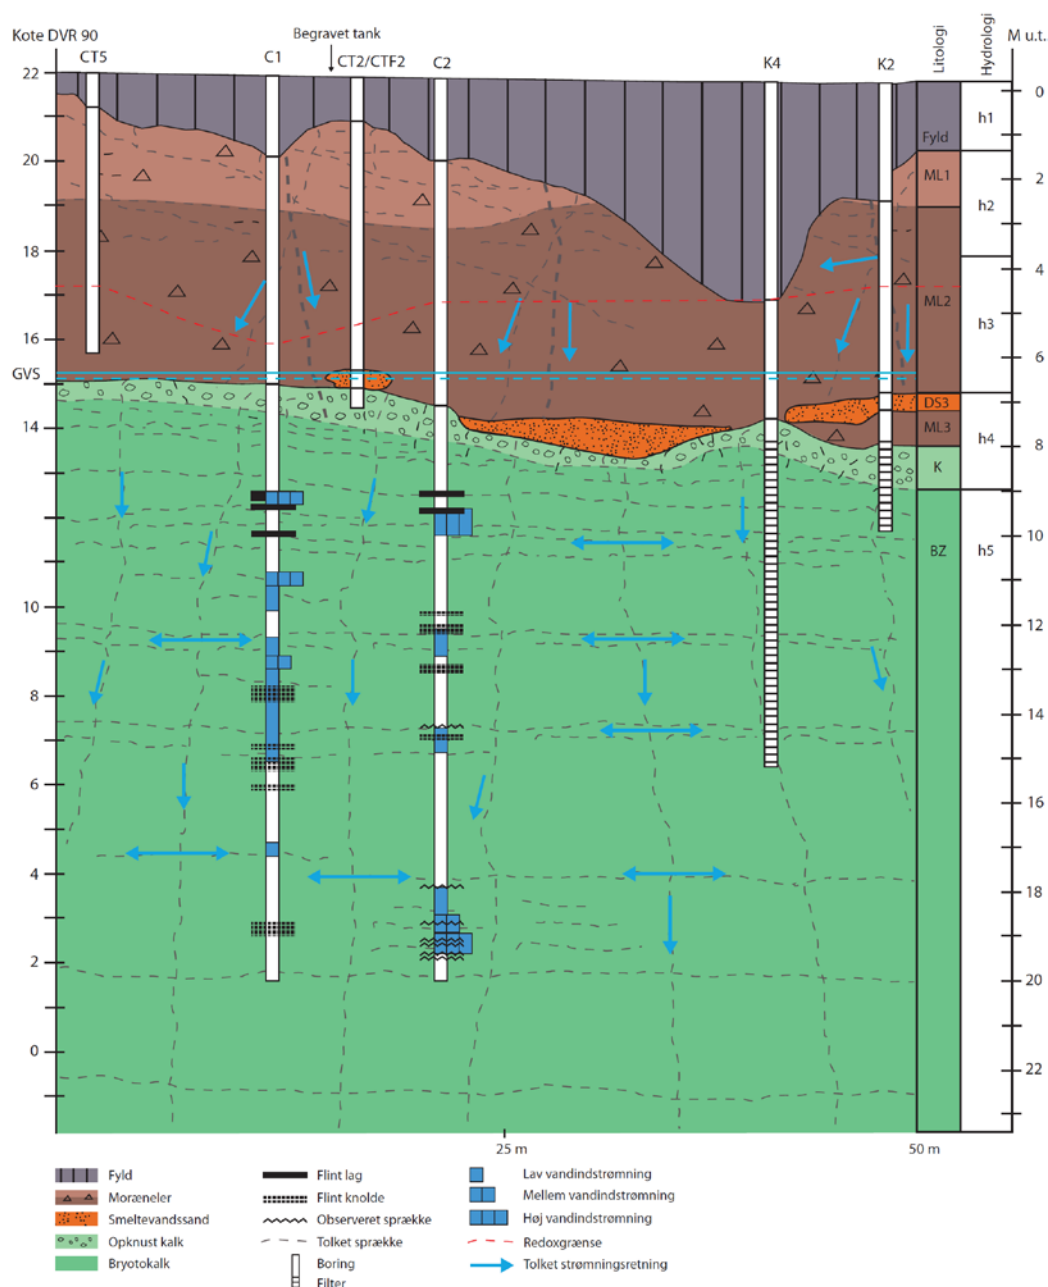 Begravet tank
Kote DVR 90
CT5
C1
CT2/CTF2
C2
K4
K2
Litologi
Hydrologi
M u.t.
22
20
18
16
GVS
14
10
8
6
4
2
0
0
2
4
6
8
10
12
14
16
18
20
22
Fyld
ML1
ML2
DS3
ML3
K
BZ
h1
h2
h3
h4
h5
25 m
50 m
Fyld
Moræneler
Smeltevandssand
Opknust kalk
Bryotokalk
Flint lag
Flint knolde
Observeret sprække
Tolket sprække
Boring
Filter
Lav vandindstrømning
Mellem vandindstrømning
Høj vandindstrømning
Redoxgrænse
Tolket strømningsretning